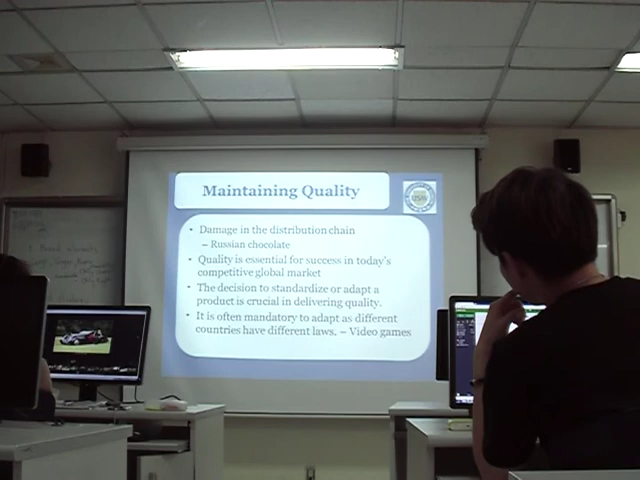 Maintaining Quality
• Damage in the distribution chain
– Russian chocolate
• Quality is essential for success in today's
competitive global market
• The decision to standardize or adapt a
product is crucial in delivering quality.
• It is often mandatory to adapt as different
countries have different laws. – Video games